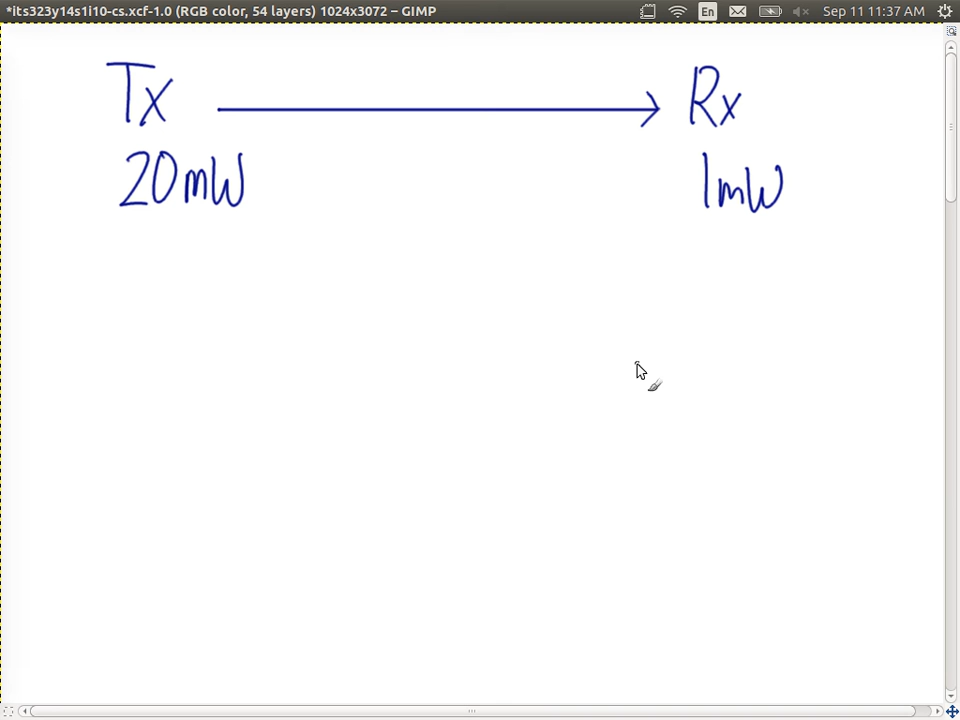 *its323y14s1i10-cs.xcf-1.0 (RGB color, 54 layers) 1024x3072 – GIMP En Sep 11 11:37 AM
Tx Rx
20mW 1mW